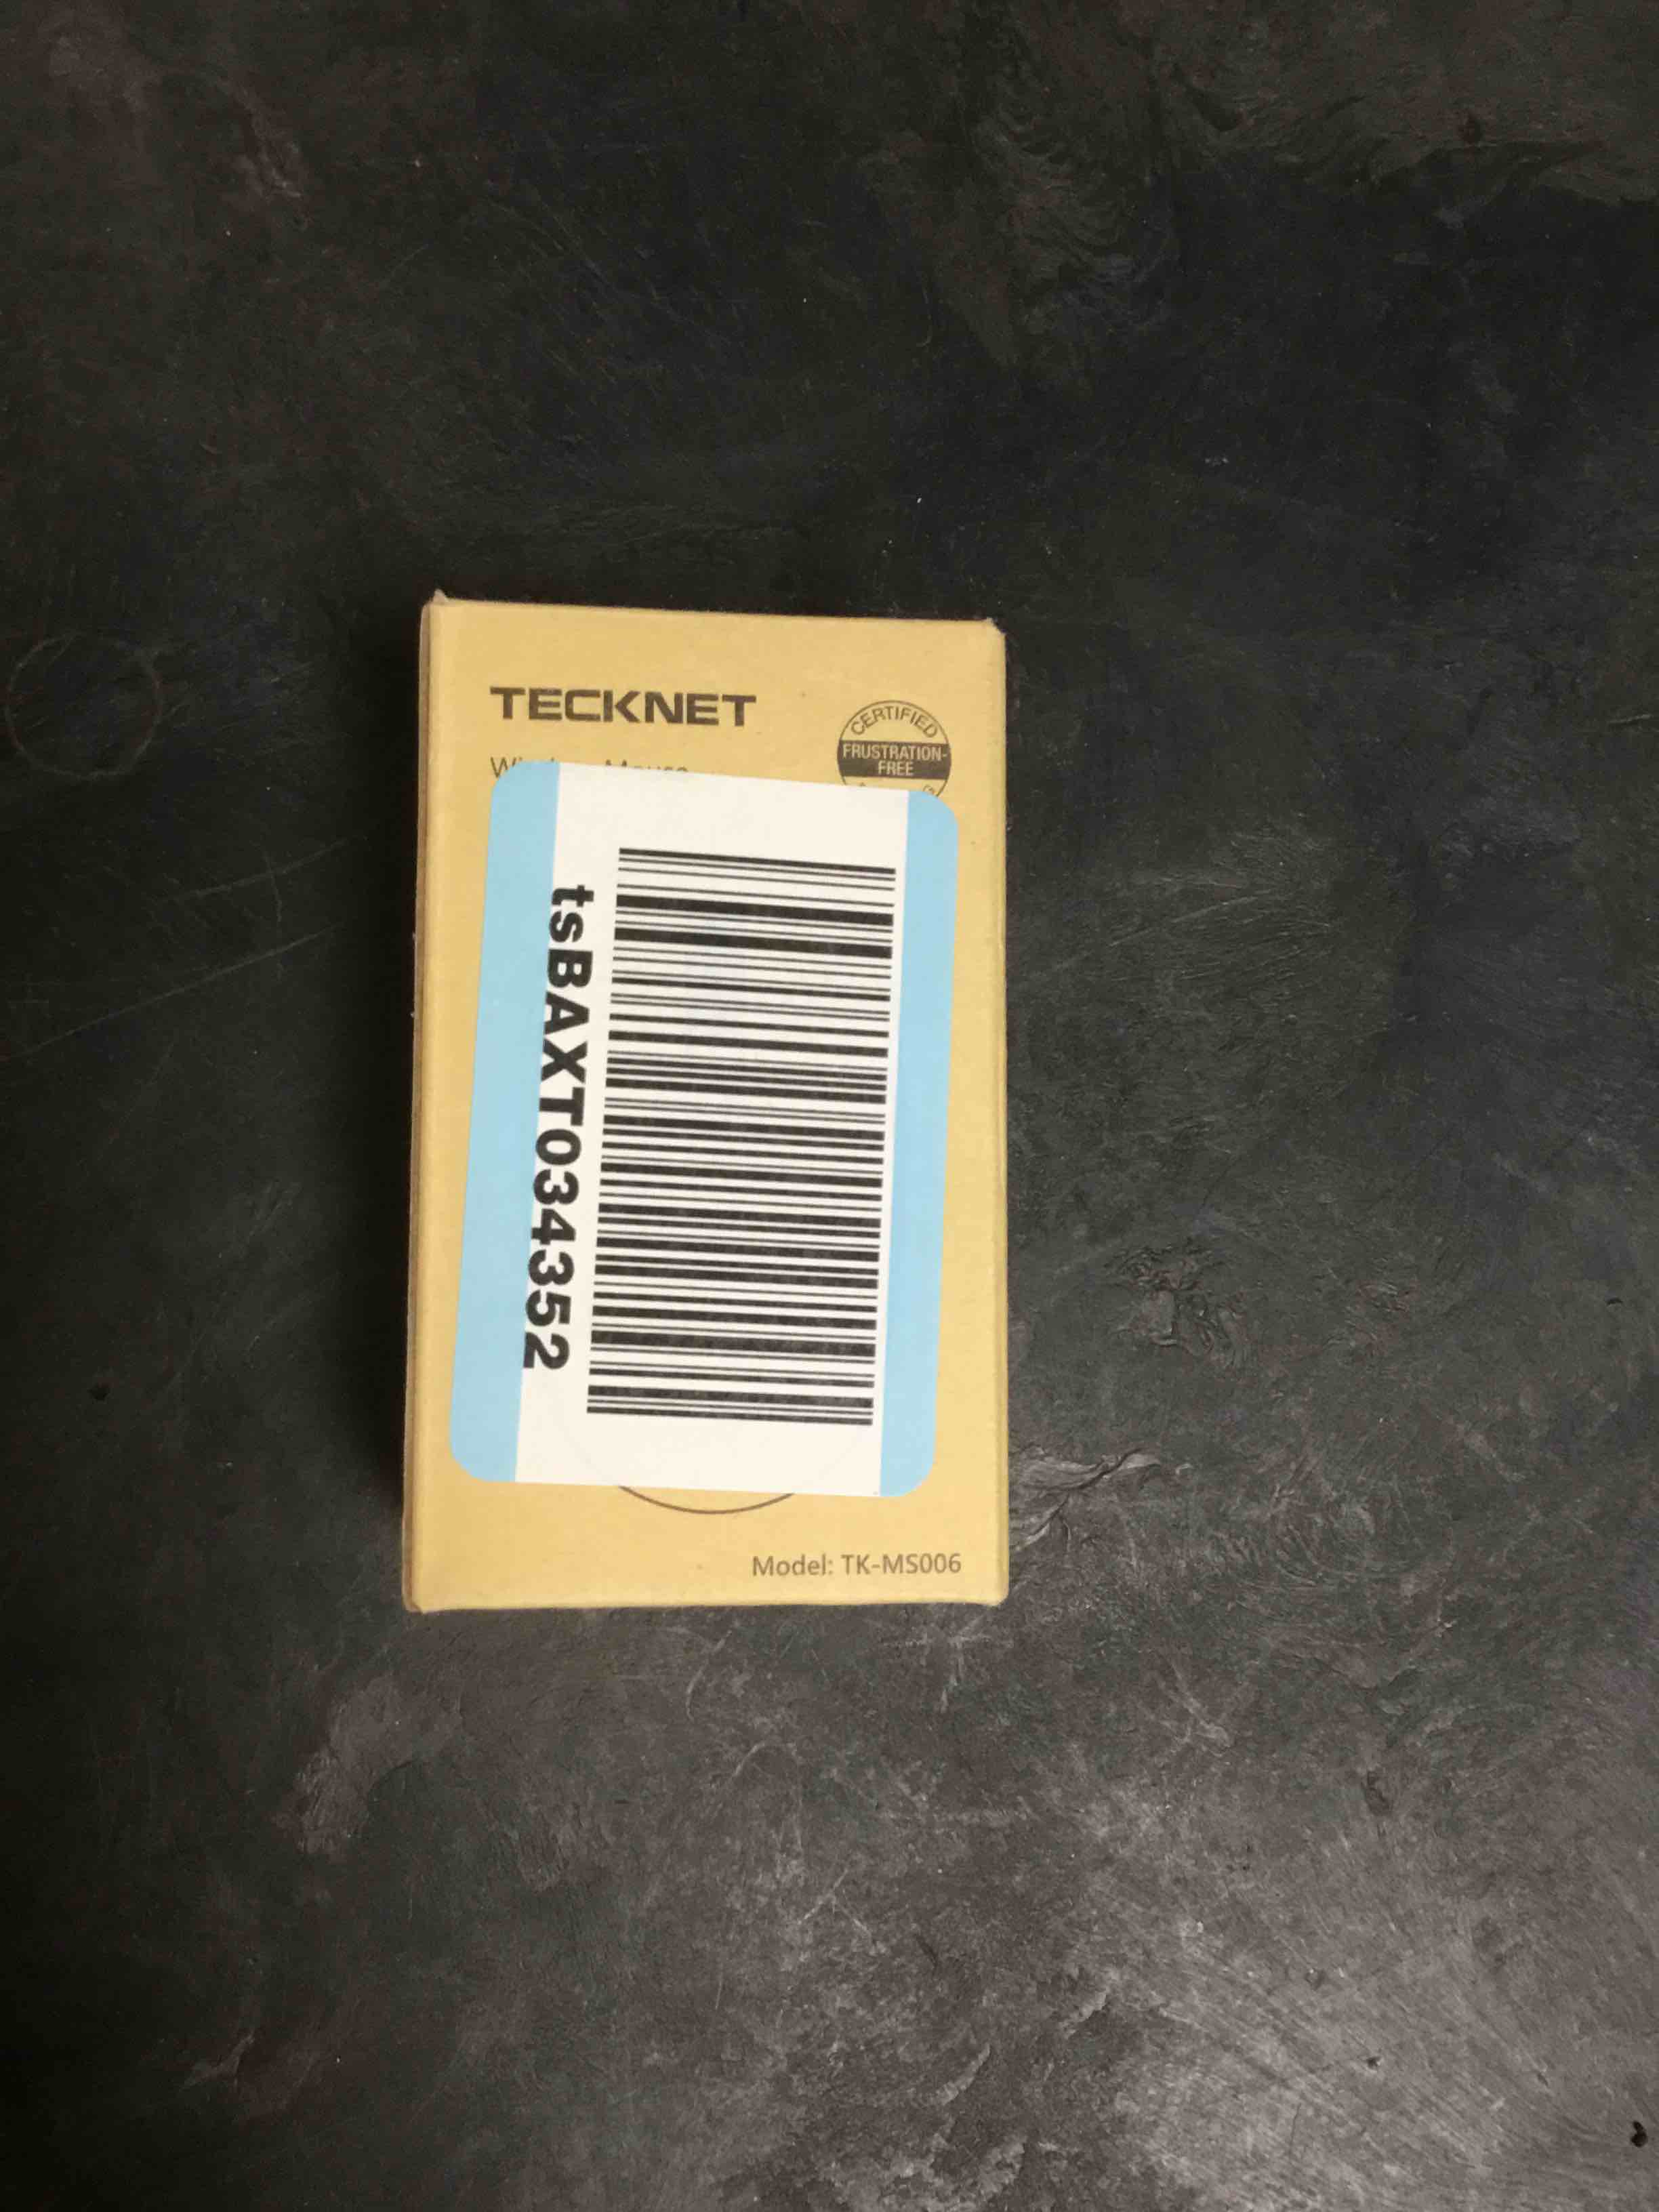 TECKNET
CERTIFIED
FRUSTRATION-
FREE
tsBAXT034352
Model: TK-MS006